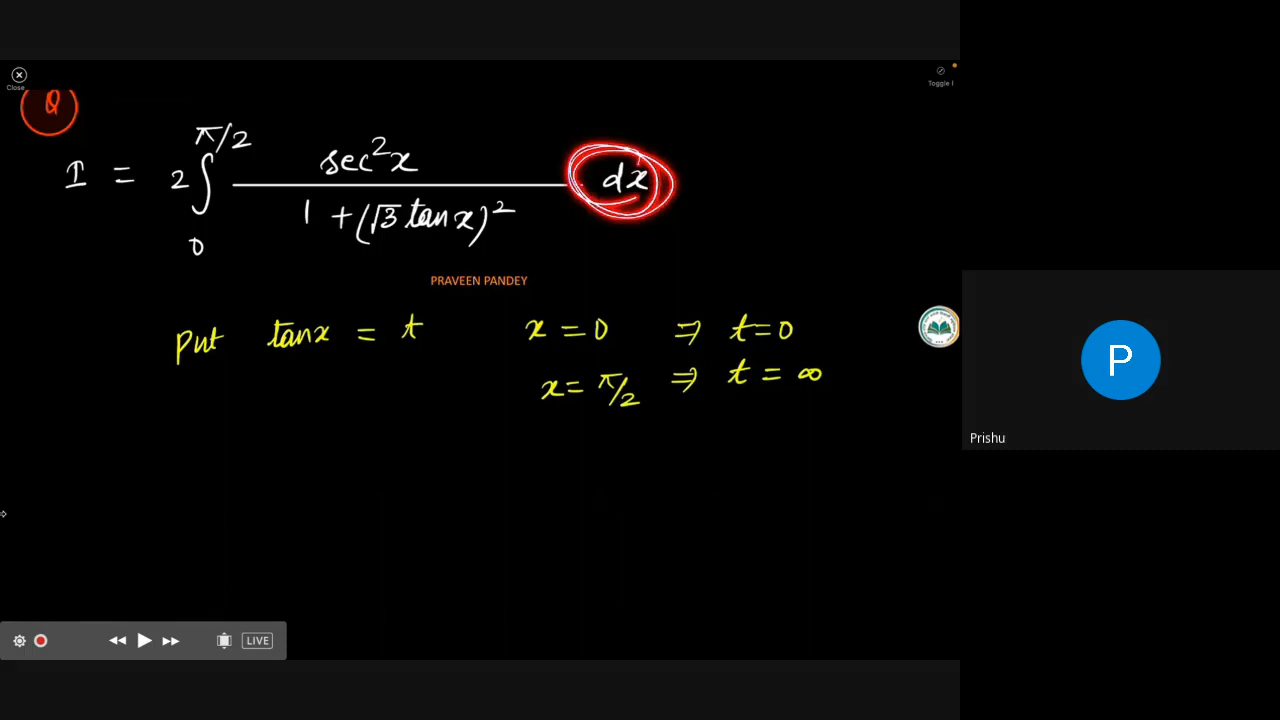 Close
Toggle l
Q
I = 2 ∫₀^π/2 sec²x / 1 + (√3 tan x)² dx
PRAVEEN PANDEY
Put tanx = t x = 0 ⇒ t = 0
x = π/2 ⇒ t = ∞
P
Prishu
LIVE